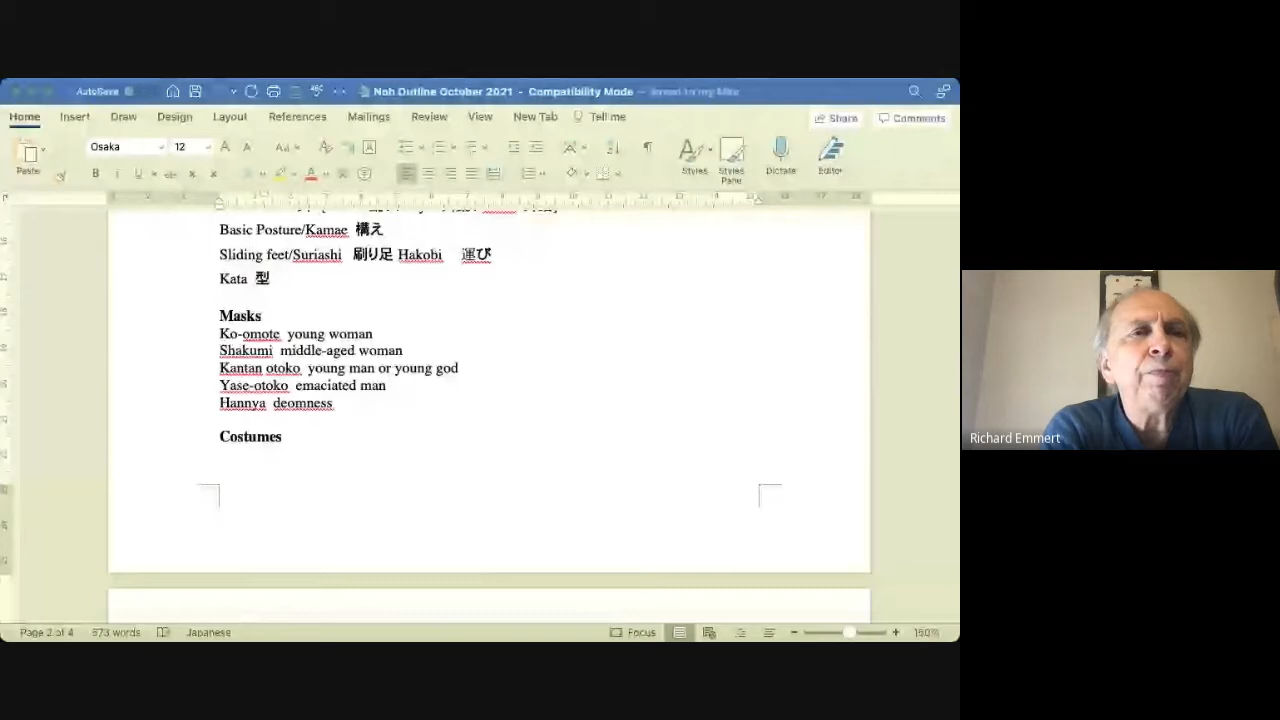 AutoSave
Noh Outline October 2021 - Compatibility Mode
Home Insert Draw Design Layout References Mailings Review View New Tab Tell me
Share Comments
Osaka 12
Paste
Styles
Styles Pane
Dictate
Editor
Basic Posture/Kamae 構え
Sliding feet/Suriashi 刷り足 Hakobi 運び
Kata 型
Masks
Ko-omote young woman
Shakumi middle-aged woman
Kantan otoko young man or young god
Yase-otoko emaciated man
Hannya deomness
Costumes
Page 2 of 4 673 words Japanese
Focus
150%
Richard Emmert